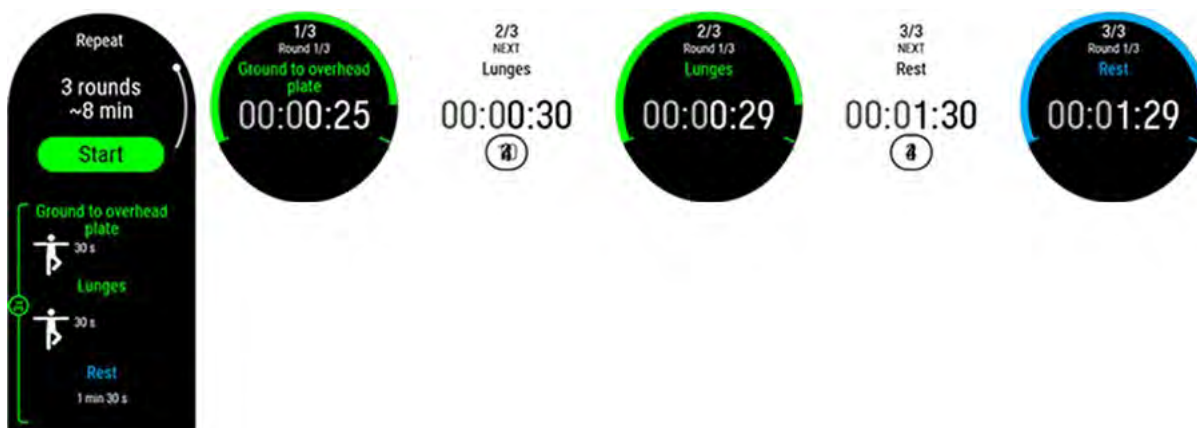 Repeat
3 rounds
~8 min
Start
Ground to overhead
plate
30 s
Lunges
30 s
Rest
1 min 30 s
1/3
Round 1/3
Ground to overhead
plate
00:00:25
2/3
NEXT
Lunges
00:00:30
2/3
Round 1/3
Lunges
00:00:29
3/3
NEXT
Rest
00:01:30
3/3
Round 1/3
Rest
00:01:29